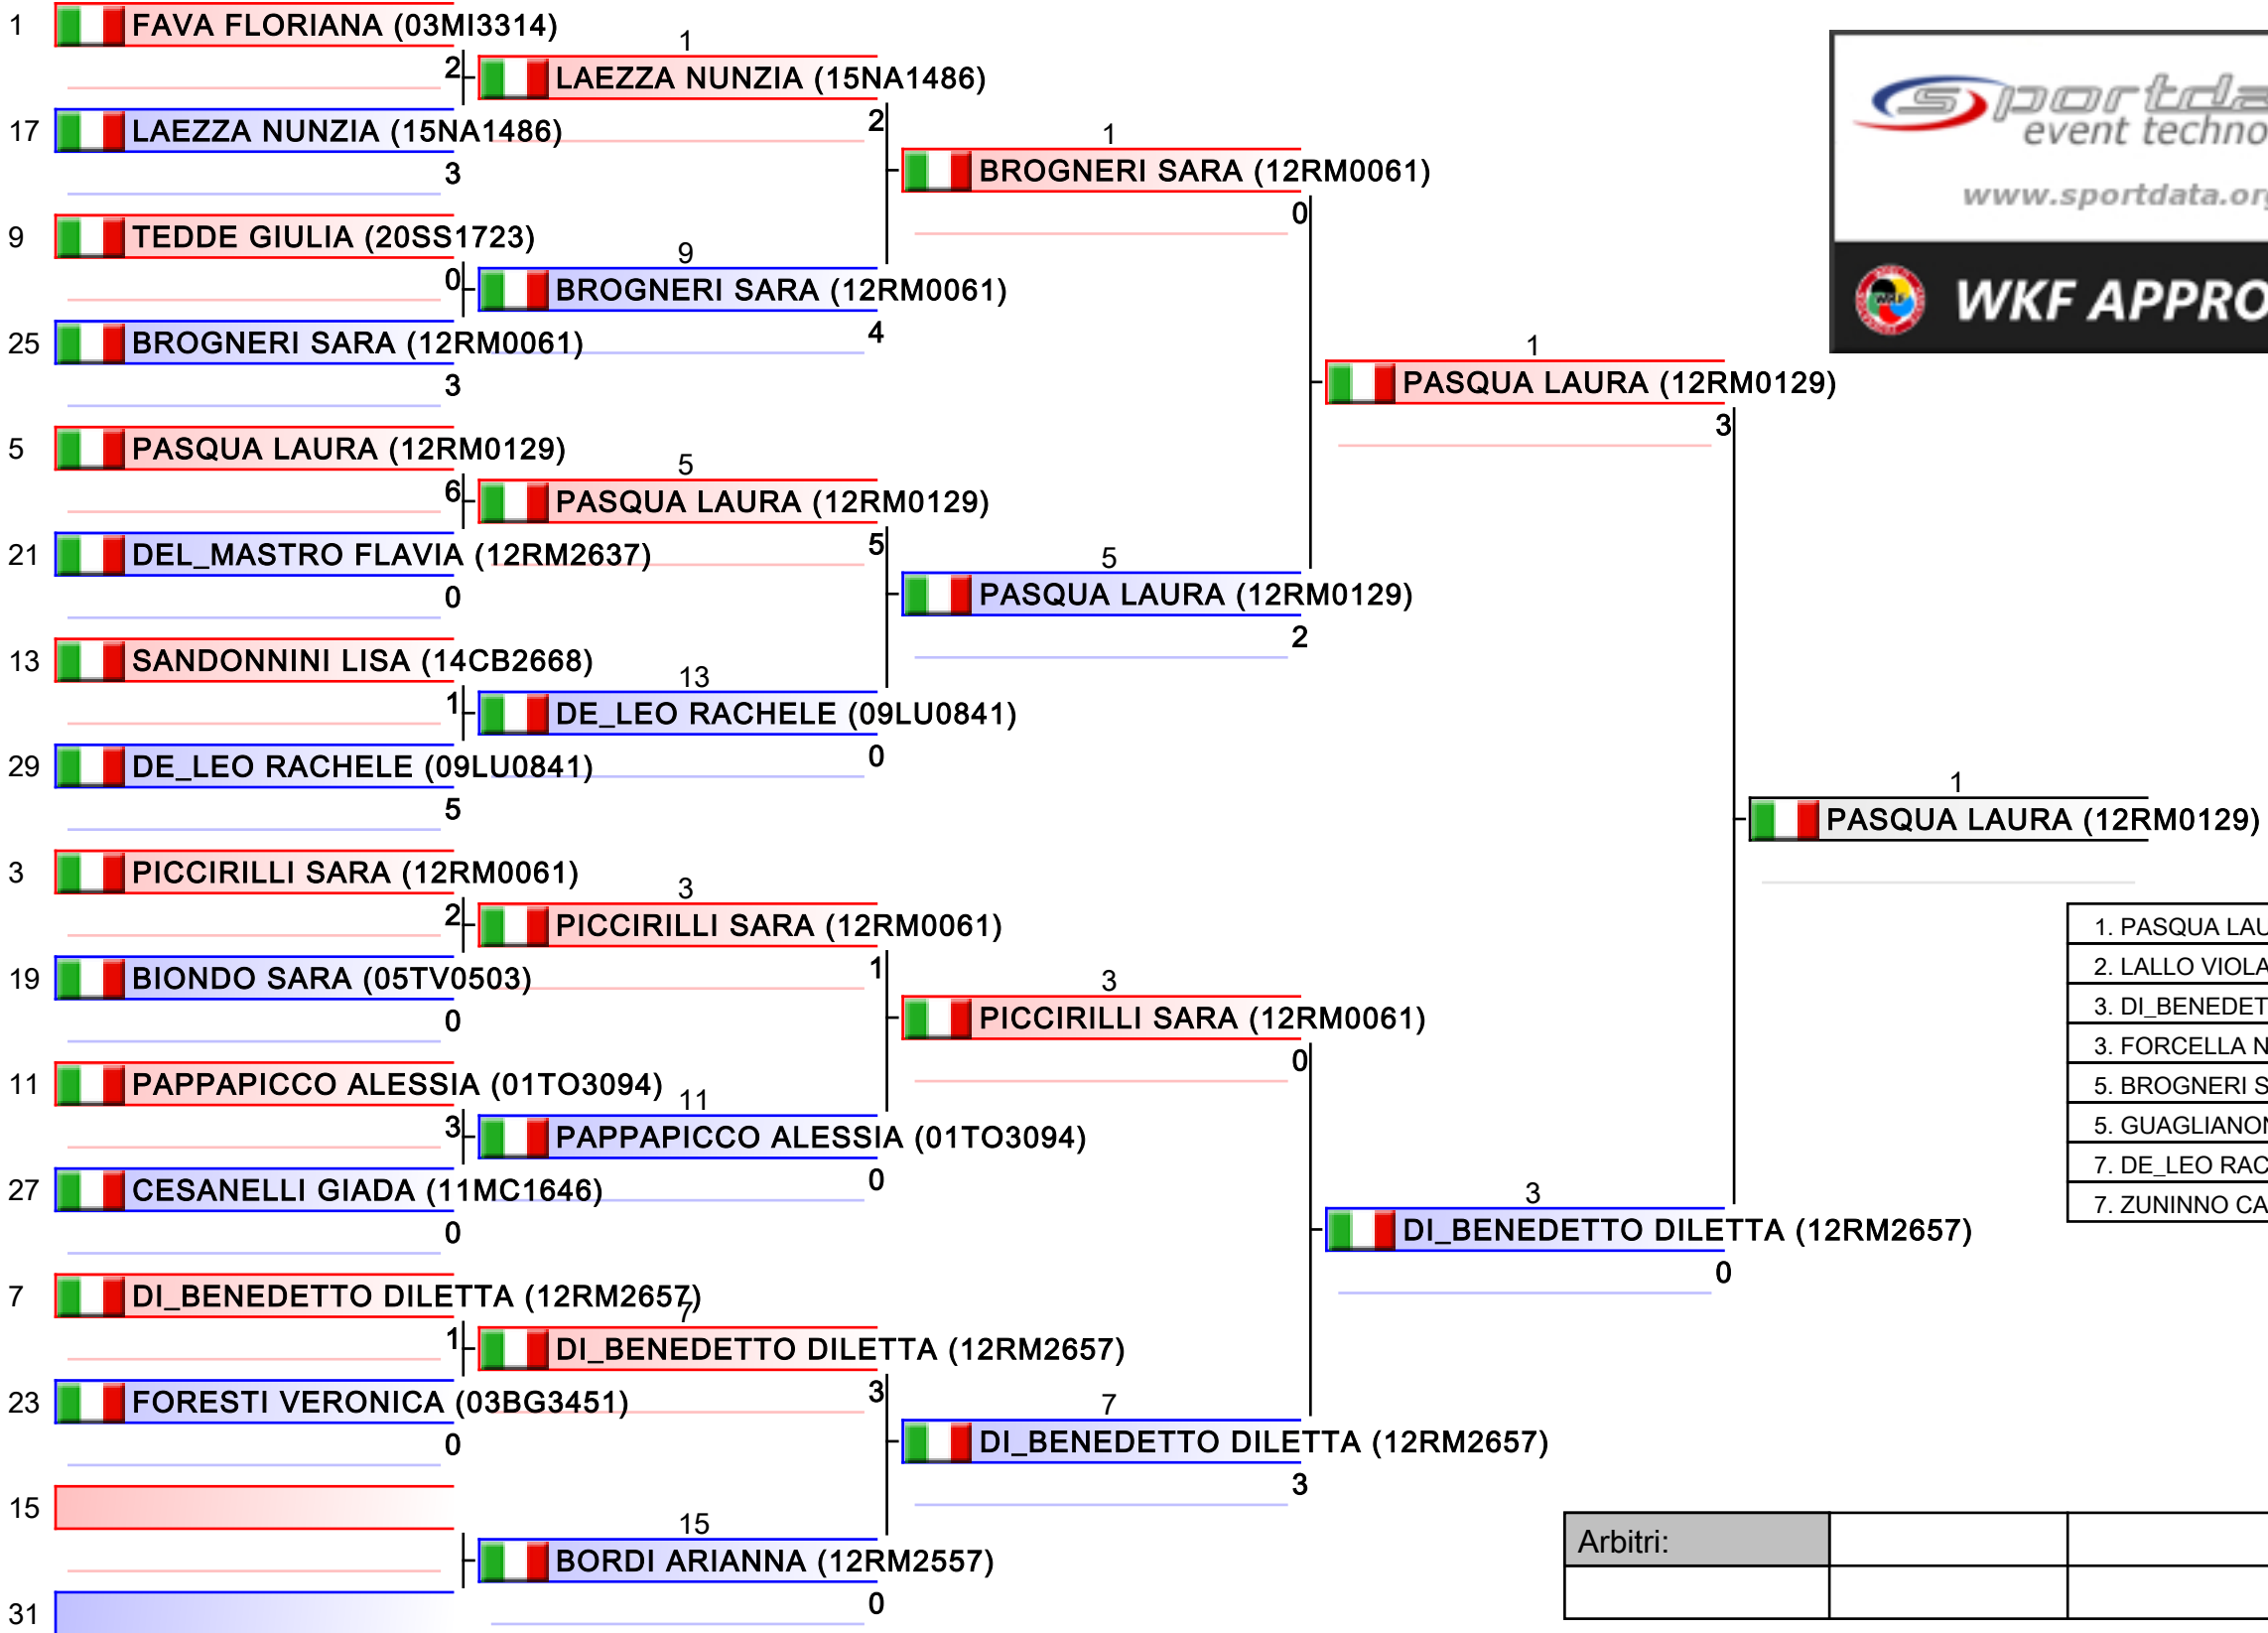 1 FAVA FLORIANA (03MI3314)
2
17 LAEZZA NUNZIA (15NA1486)
3
9 TEDDE GIULIA (20SS1723)
0
25 BROGNERI SARA (12RM0061)
3
5 PASQUA LAURA (12RM0129)
6
21 DEL_MASTRO FLAVIA (12RM2637)
0
13 SANDONNINI LISA (14CB2668)
1
29 DE_LEO RACHELE (09LU0841)
5
3 PICCIRILLI SARA (12RM0061)
2
19 BIONDO SARA (05TV0503)
0
11 PAPPAPICCO ALESSIA (01TO3094)
3
27 CESANELLI GIADA (11MC1646)
0
7 DI_BENEDETTO DILETTA (12RM2657)
1
23 FORESTI VERONICA (03BG3451)
0
15
31
1
LAEZZA NUNZIA (15NA1486)
2
9
BROGNERI SARA (12RM0061)
4
5
PASQUA LAURA (12RM0129)
5
13
DE_LEO RACHELE (09LU0841)
0
3
PICCIRILLI SARA (12RM0061)
1
11
PAPPAPICCO ALESSIA (01TO3094)
0
7
DI_BENEDETTO DILETTA (12RM2657)
3
15
BORDI ARIANNA (12RM2557)
0
1
BROGNERI SARA (12RM0061)
0
5
PASQUA LAURA (12RM0129)
2
3
PICCIRILLI SARA (12RM0061)
0
7
DI_BENEDETTO DILETTA (12RM2657)
3
1
PASQUA LAURA (12RM0129)
3
3
DI_BENEDETTO DILETTA (12RM2657)
0
1
PASQUA LAURA (12RM0129)
sportda
event techno
www.sportdata.org
WKF APPRO
1. PASQUA LAU
2. LALLO VIOLA
3. DI_BENEDET
3. FORCELLA N
5. BROGNERI S
5. GUAGLIANON
7. DE_LEO RAC
7. ZUNINNO CA
Arbitri: